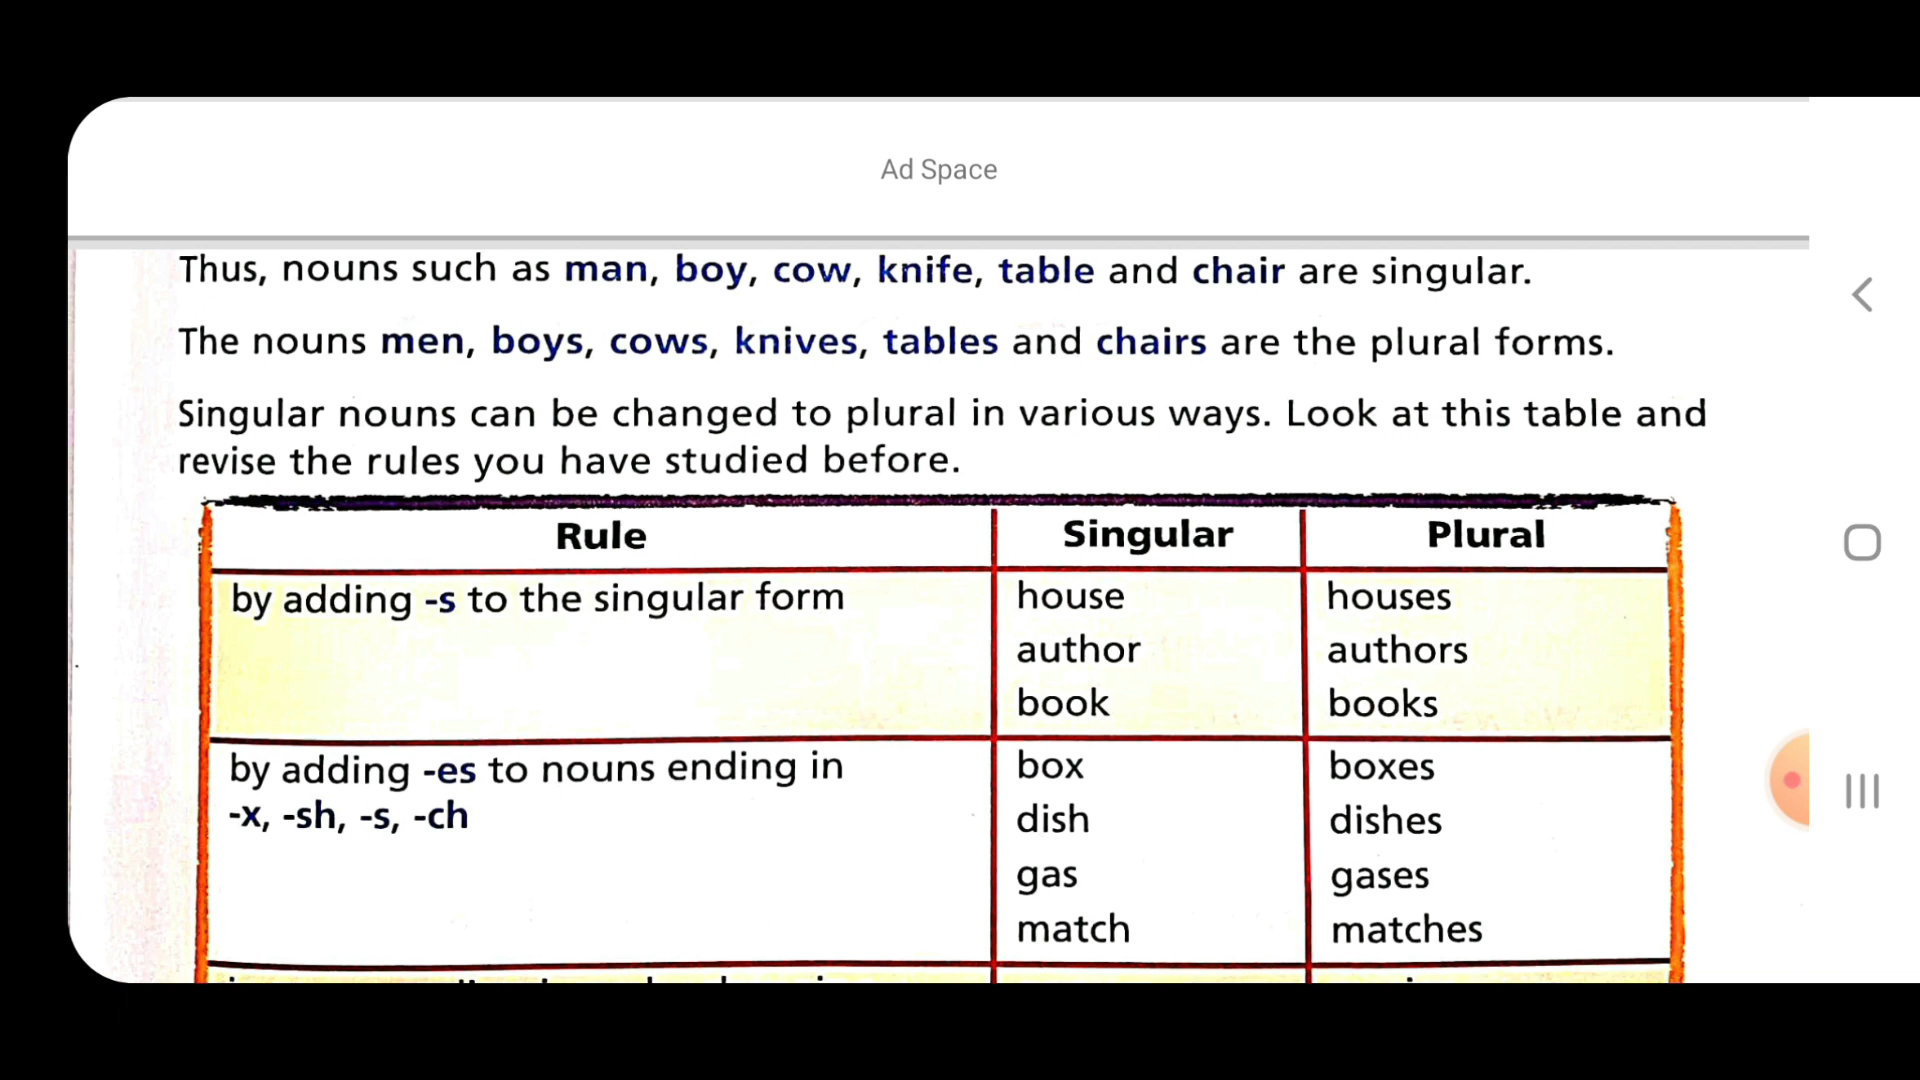 Ad Space
Thus, nouns such as man, boy, cow, knife, table and chair are singular.
The nouns men, boys, cows, knives, tables and chairs are the plural forms.
Singular nouns can be changed to plural in various ways. Look at this table and
revise the rules you have studied before.
Rule Singular Plural
by adding -s to the singular form house houses
author authors
book books
by adding -es to nouns ending in box boxes
-x, -sh, -s, -ch dish dishes
gas gases
match matches